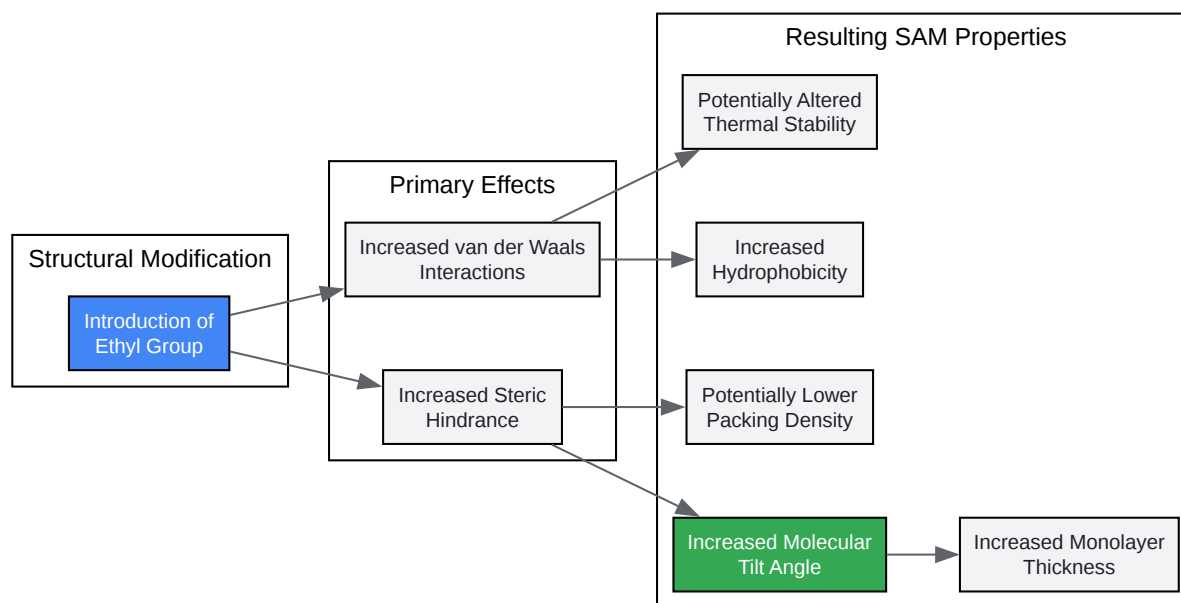 Structural Modification
Introduction of
Ethyl Group
Primary Effects
Increased van der Waals
Interactions
Increased Steric
Hindrance
Resulting SAM Properties
Potentially Altered
Thermal Stability
Increased
Hydrophobicity
Potentially Lower
Packing Density
Increased Molecular
Tilt Angle
Increased Monolayer
Thickness